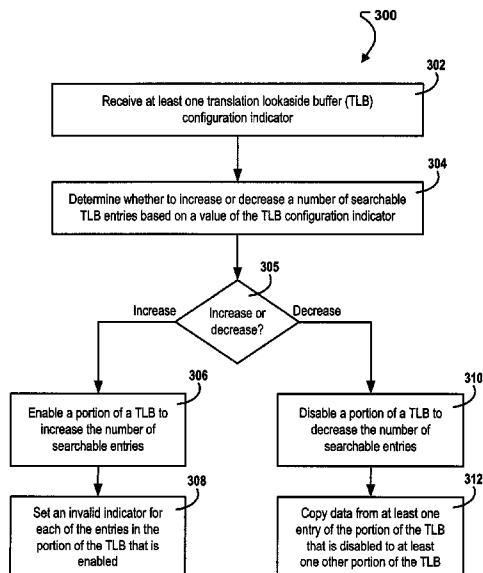 300
302
Receive at least one translation lookaside buffer (TLB)
configuration indicator
304
Determine whether to increase or decrease a number of searchable
TLB entries based on a value of the TLB configuration indicator
305
Increase
Increase or
decrease?
Decrease
306
Enable a portion of a TLB to
increase the number of
searchable entries
310
Disable a portion of a TLB to
decrease the number of
searchable entries
308
Set an invalid indicator for
each of the entries in the
portion of the TLB that is
enabled
312
Copy data from at least one
entry of the portion of the TLB
that is disabled to at least
one other portion of the TLB